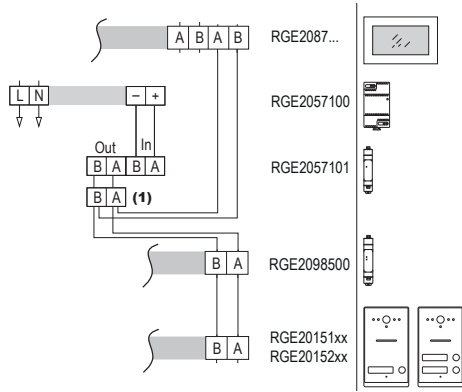 A B A B RGE2087...
L N – + RGE2057100
Out In
B A B A RGE2057101
B A (1)
B A RGE2098500
B A RGE20151xx
RGE20152xx